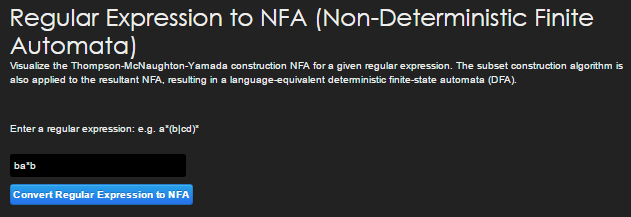 Regular Expression to NFA (Non-Deterministic Finite
Automata)
Visualize the Thompson-McNaughton-Yamada construction NFA for a given regular expression. The subset construction algorithm is
also applied to the resultant NFA, resulting in a language-equivalent deterministic finite-state automata (DFA).
Enter a regular expression: e.g. a*(b|cd)*
ba*b
Convert Regular Expression to NFA